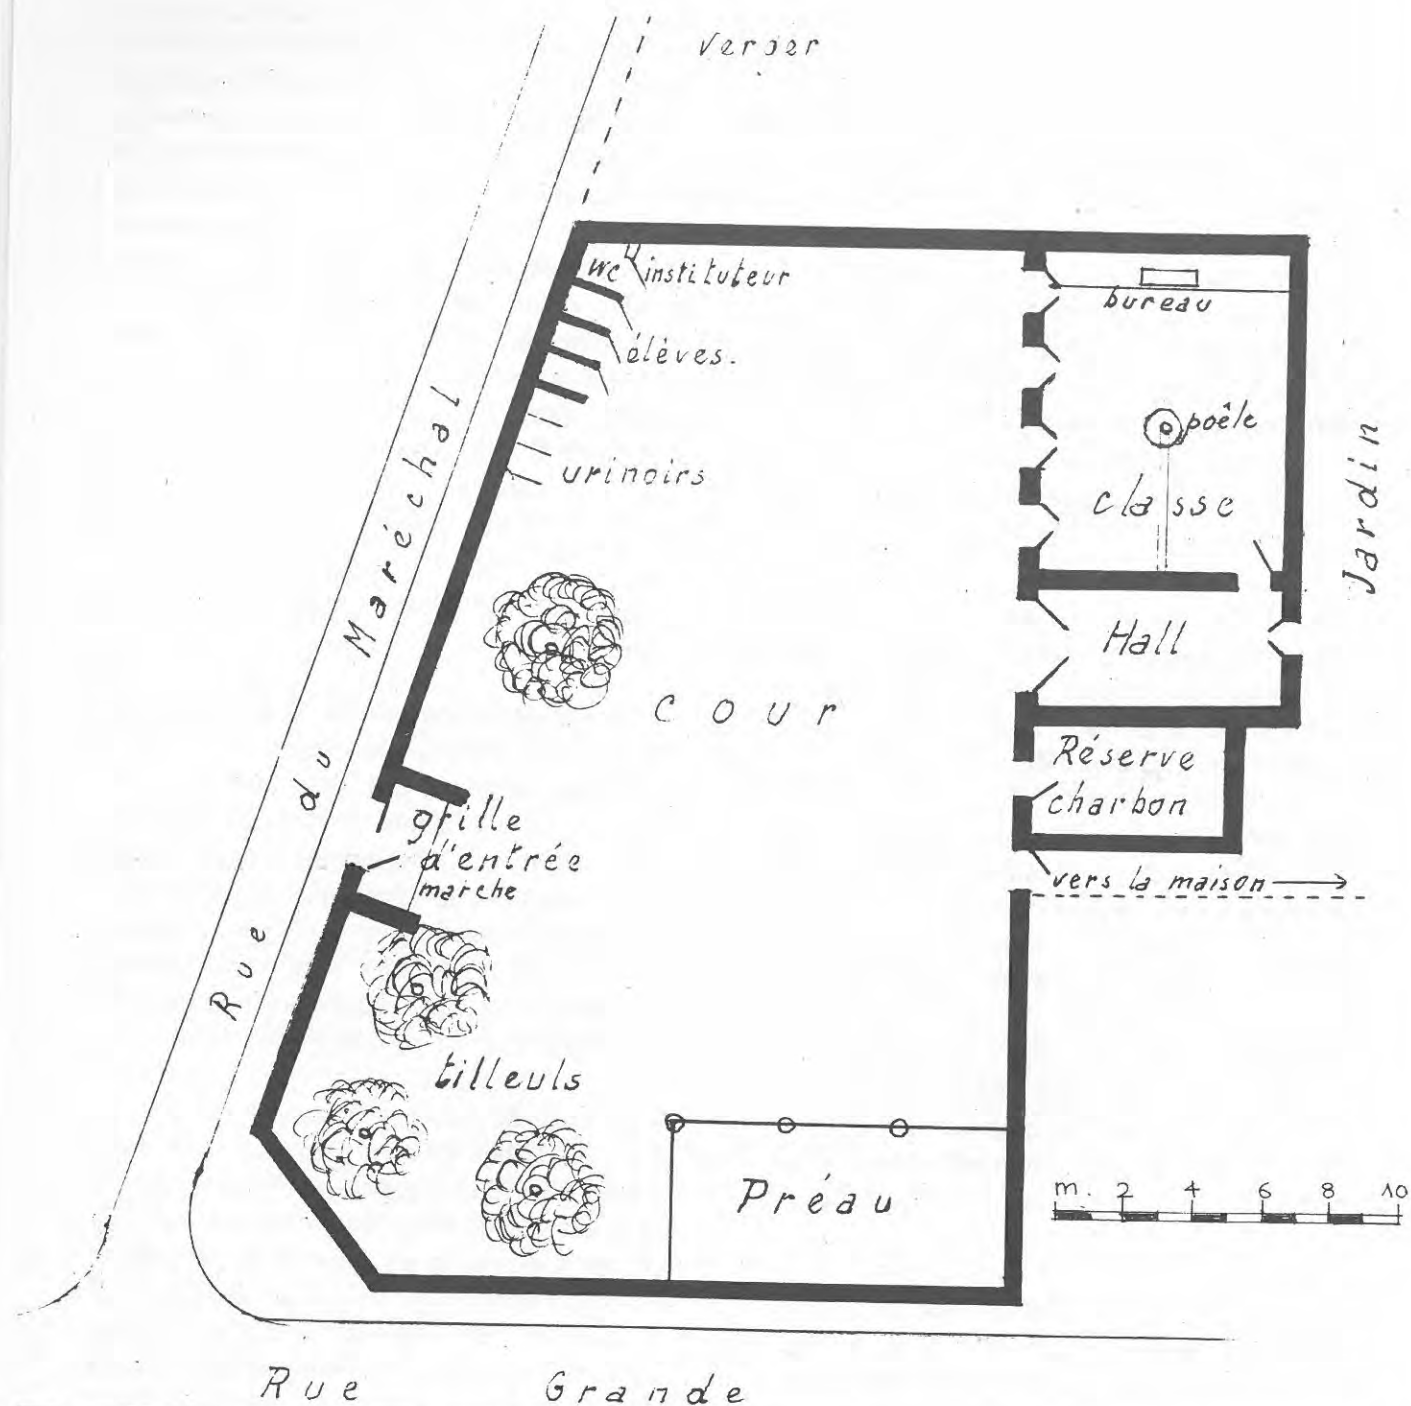 Verger
wc instituteur
élèves.
urinoirs
bureau
poêle
classe
Jardin
Hall
cour
Réserve
charbon
vers la maison
grille
d'entrée
marche
Rue du Maréchal
tilleuls
Préau
m. 2 4 6 8 10
Rue Grande